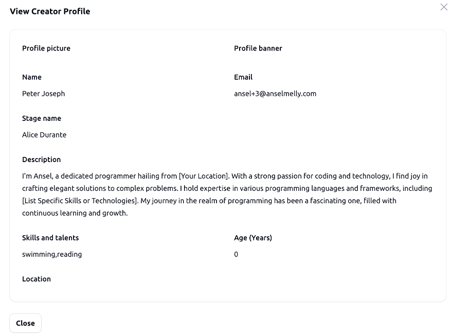 View Creator Profile
Profile picture
Profile banner
Name
Email
Peter Joseph
ansel+3@anselmelly.com
Stage name
Alice Durante
Description
I'm Ansel, a dedicated programmer hailing from [Your Location]. With a strong passion for coding and technology, I find joy in
crafting elegant solutions to complex problems. I hold expertise in various programming languages and frameworks, including
[List Specific Skills or Technologies]. My journey in the realm of programming has been a fascinating one, filled with
continuous learning and growth.
Skills and talents
Age (Years)
swimming,reading
0
Location
Close